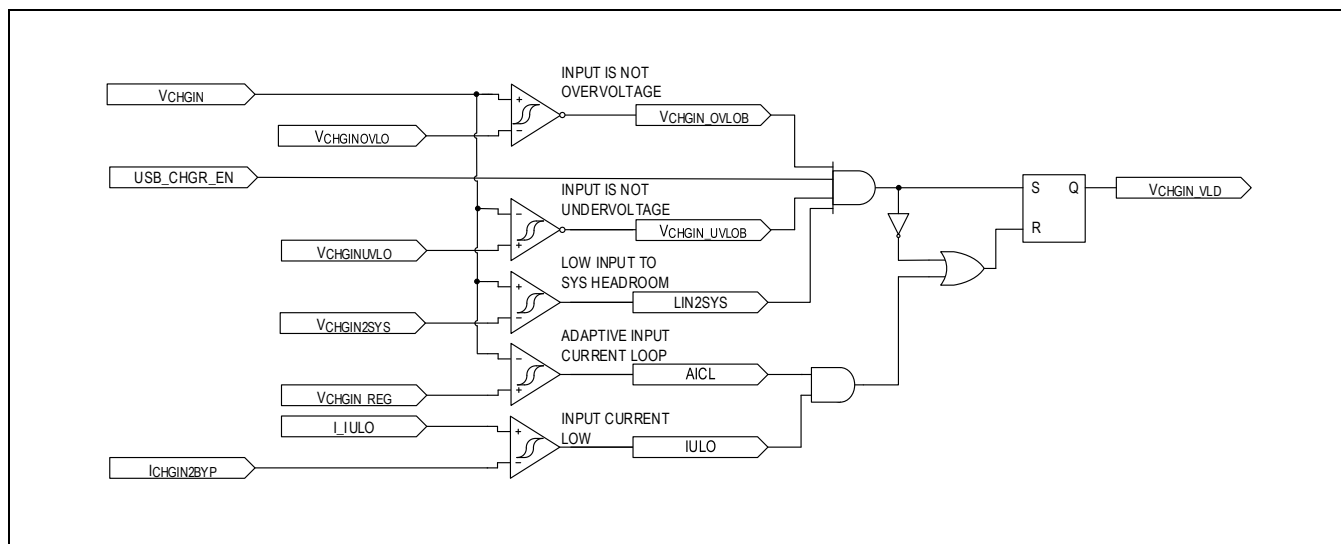 INPUT IS NOT
OVERVOLTAGE
VCHGIN
VCHGIN_OVLOB
VCHGINOVLO
USB_CHGR_EN
INPUT IS NOT
UNDERVOLTAGE
S Q
VCHGIN_VLD
VCHGIN_UVLOB
R
VCHGINUVLO
LOW INPUT TO
SYS HEADROOM
LIN2SYS
VCHGIN2SYS
ADAPTIVE INPUT
CURRENT LOOP
AICL
VCHGIN_REG
I_IULO
INPUT CURRENT
LOW
IULO
ICHGIN2BYP